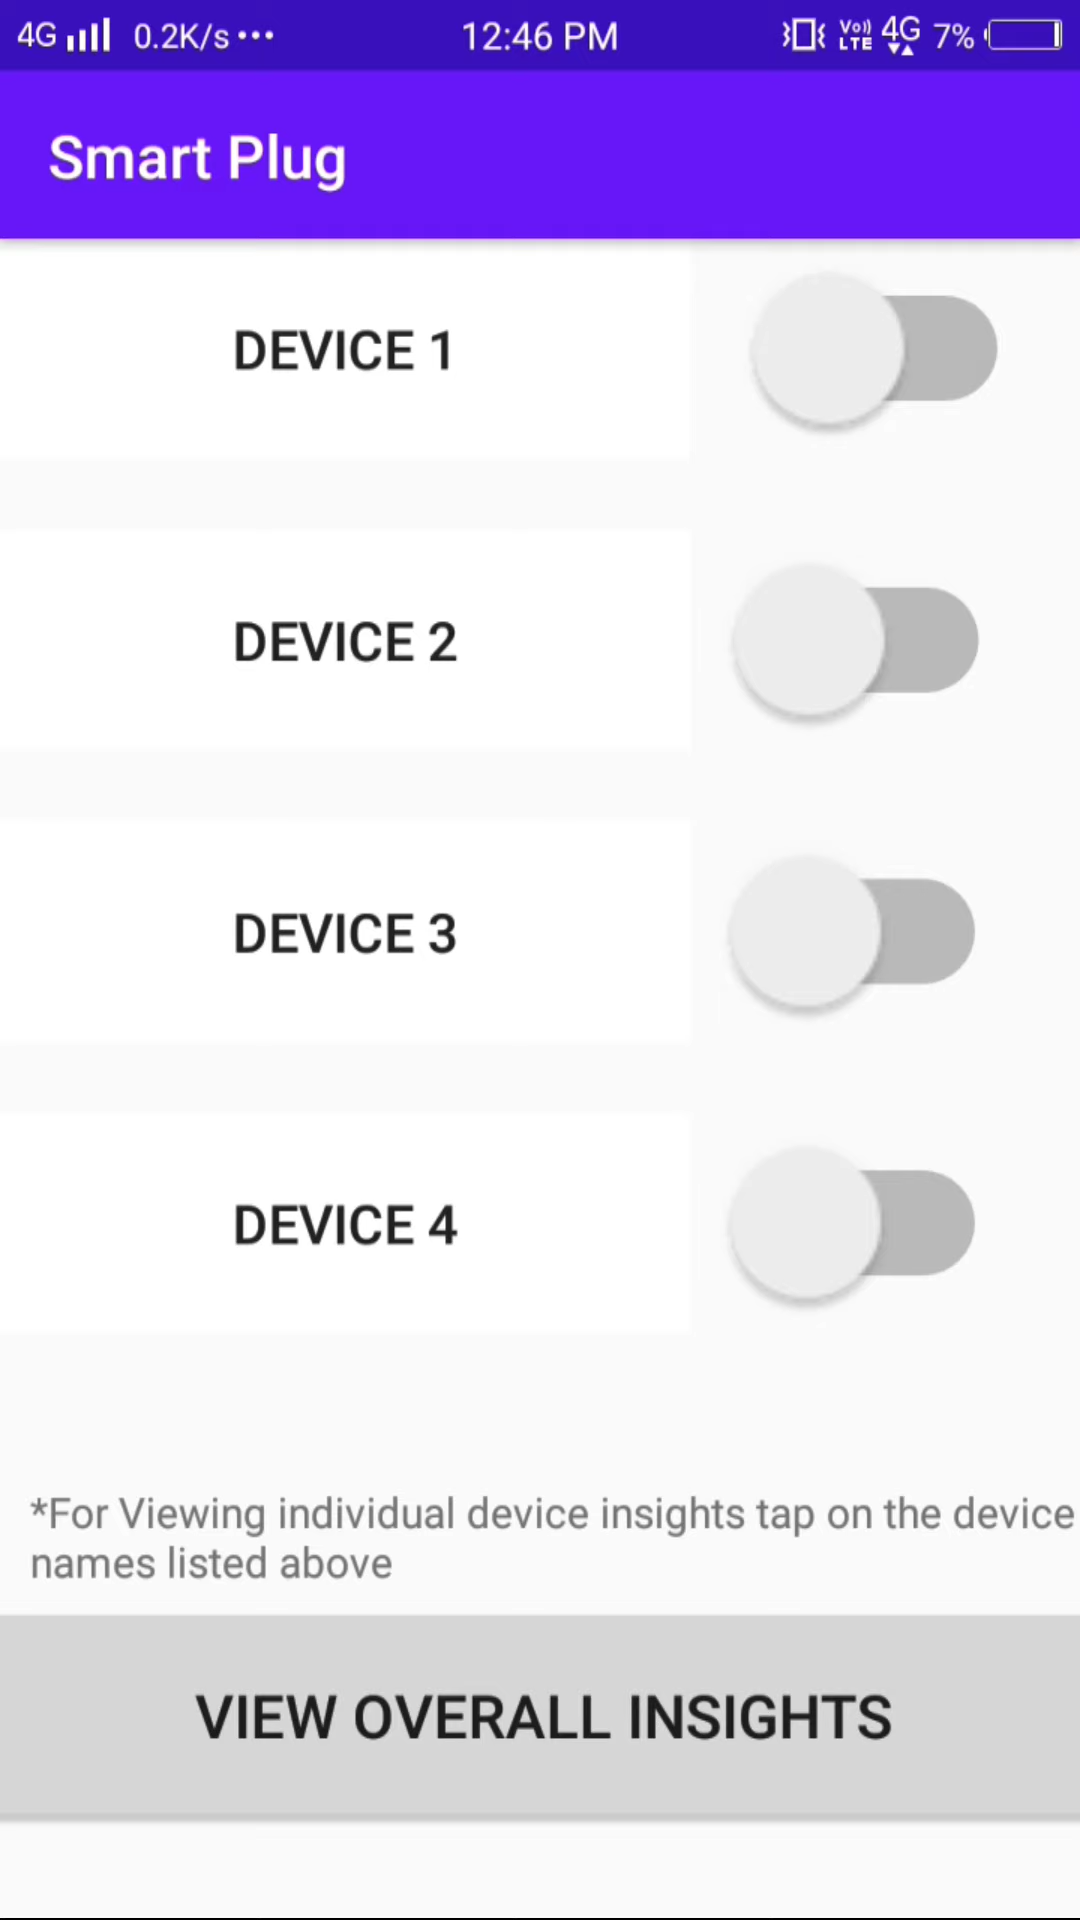 4G 0.2K/s ••• 12:46 PM Vo)) LTE 4G 7%
Smart Plug
DEVICE 1
DEVICE 2
DEVICE 3
DEVICE 4
*For Viewing individual device insights tap on the device
names listed above
VIEW OVERALL INSIGHTS